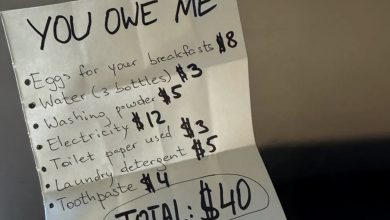 YOU OWE ME
• Eggs for your breakfasts $8
• Water (3 bottles) $3
• Washing powder $5
• Electricity $12
• Toilet paper used $3
• Laundry detergent $5
• Toothpaste $4
TOTAL: $40